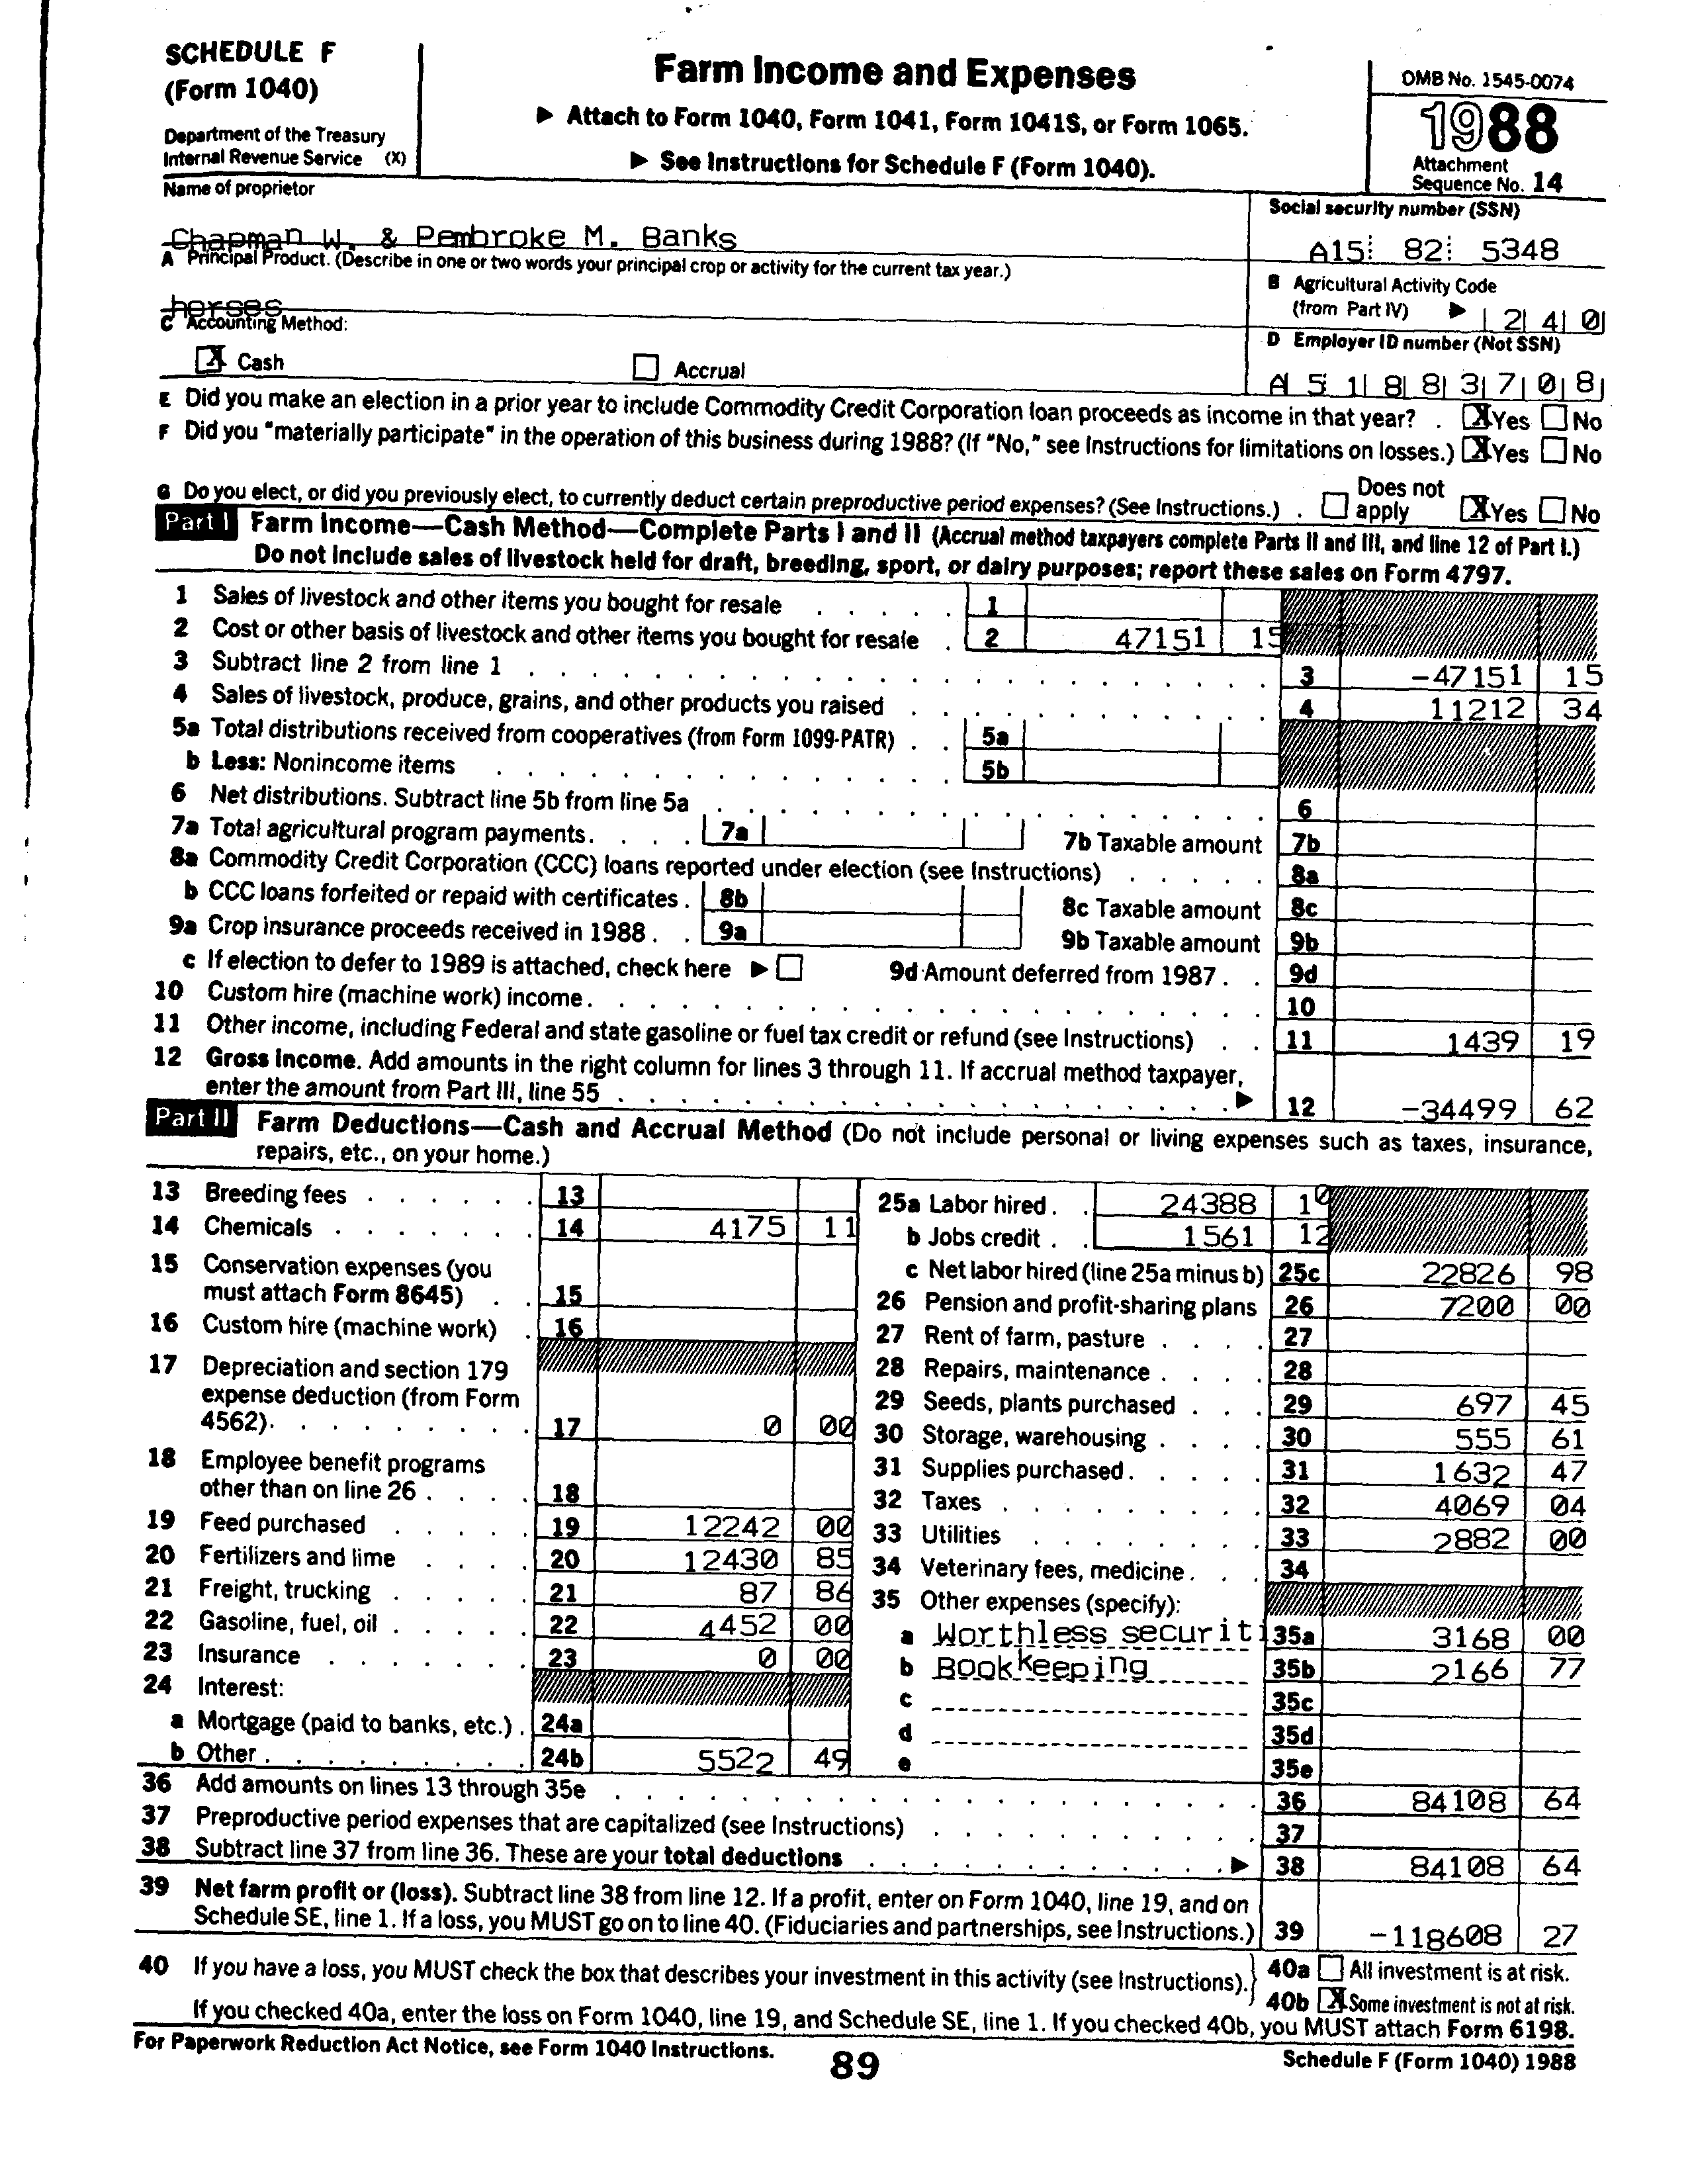 SCHEDULE F
(Form 1040)
Department of the Treasury
Internal Revenue Service (X)
Farm Income and Expenses
▶ Attach to Form 1040, Form 1041, Form 1041S, or Form 1065.
▶ See Instructions for Schedule F (Form 1040).
OMB No. 1545-0074
1988
Attachment
Sequence No. 14
Name of proprietor
Chapman W. & Pembroke M. Banks
Social security number (SSN)
A15 82 5348
A Principal Product. (Describe in one or two words your principal crop or activity for the current tax year.)
horses
B Agricultural Activity Code
(from Part IV) ▶ 2 4 0
C Accounting Method:
X Cash Accrual
D Employer ID number (Not SSN)
A 5 1 8 8 3 7 0 8
E Did you make an election in a prior year to include Commodity Credit Corporation loan proceeds as income in that year? . X Yes No
F Did you "materially participate" in the operation of this business during 1988? (If "No," see Instructions for limitations on losses.) X Yes No
G Do you elect, or did you previously elect, to currently deduct certain preproductive period expenses? (See Instructions.) . Does not apply X Yes No
Part I Farm Income—Cash Method—Complete Parts I and II (Accrual method taxpayers complete Parts II and III, and line 12 of Part I.)
Do not include sales of livestock held for draft, breeding, sport, or dairy purposes; report these sales on Form 4797.
1 Sales of livestock and other items you bought for resale 1
2 Cost or other basis of livestock and other items you bought for resale 2 47151 15
3 Subtract line 2 from line 1 3 -47151 15
4 Sales of livestock, produce, grains, and other products you raised 4 11212 34
5a Total distributions received from cooperatives (from Form 1099-PATR) 5a
b Less: Nonincome items 5b
6 Net distributions. Subtract line 5b from line 5a 6
7a Total agricultural program payments. 7a 7b Taxable amount 7b
8a Commodity Credit Corporation (CCC) loans reported under election (see Instructions) 8a
b CCC loans forfeited or repaid with certificates . 8b 8c Taxable amount 8c
9a Crop insurance proceeds received in 1988 . 9a 9b Taxable amount 9b
c If election to defer to 1989 is attached, check here ▶ 9d Amount deferred from 1987 . 9d
10 Custom hire (machine work) income. 10
11 Other income, including Federal and state gasoline or fuel tax credit or refund (see Instructions) 11 1439 19
12 Gross income. Add amounts in the right column for lines 3 through 11. If accrual method taxpayer,
enter the amount from Part III, line 55 ▶ 12 -34499 62
Part II Farm Deductions—Cash and Accrual Method (Do not include personal or living expenses such as taxes, insurance,
repairs, etc., on your home.)
13 Breeding fees 13
14 Chemicals 14 4175 11
15 Conservation expenses (you
must attach Form 8645) 15
16 Custom hire (machine work) 16
17 Depreciation and section 179
expense deduction (from Form
4562). 17 0 00
18 Employee benefit programs
other than on line 26 18
19 Feed purchased 19 12242 00
20 Fertilizers and lime 20 12430 85
21 Freight, trucking 21 87 86
22 Gasoline, fuel, oil 22 4452 00
23 Insurance 23 0 00
24 Interest:
a Mortgage (paid to banks, etc.) . 24a
b Other 24b 5522 49
25a Labor hired . 24388 10
b Jobs credit . 1561 12
c Net labor hired (line 25a minus b) 25c 22826 98
26 Pension and profit-sharing plans 26 7200 00
27 Rent of farm, pasture 27
28 Repairs, maintenance 28
29 Seeds, plants purchased 29 697 45
30 Storage, warehousing 30 555 61
31 Supplies purchased. 31 1632 47
32 Taxes 32 4069 04
33 Utilities 33 2882 00
34 Veterinary fees, medicine. 34
35 Other expenses (specify):
a Worthless securiti 35a 3168 00
b Bookkeeping 35b 2166 77
c 35c
d 35d
e 35e
36 Add amounts on lines 13 through 35e 36 84108 64
37 Preproductive period expenses that are capitalized (see Instructions) 37
38 Subtract line 37 from line 36. These are your total deductions ▶ 38 84108 64
39 Net farm profit or (loss). Subtract line 38 from line 12. If a profit, enter on Form 1040, line 19, and on
Schedule SE, line 1. If a loss, you MUST go on to line 40. (Fiduciaries and partnerships, see Instructions.) 39 -118608 27
40 If you have a loss, you MUST check the box that describes your investment in this activity (see Instructions). 40a All investment is at risk.
40b X Some investment is not at risk.
If you checked 40a, enter the loss on Form 1040, line 19, and Schedule SE, line 1. If you checked 40b, you MUST attach Form 6198.
For Paperwork Reduction Act Notice, see Form 1040 Instructions.
89
Schedule F (Form 1040) 1988